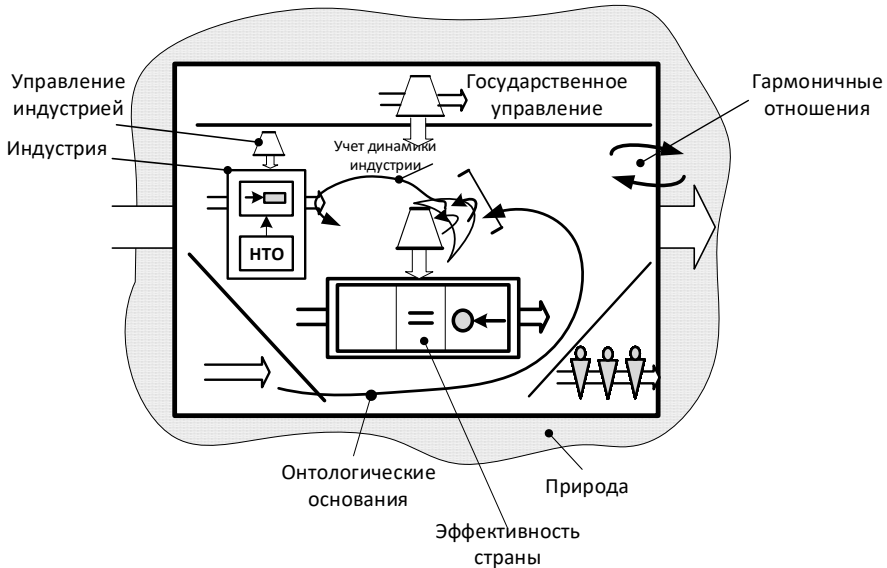 Управление
индустрией
Индустрия
Государственное
управление
Гармоничные
отношения
Учет динамики
индустрии
НТО
Онтологические
основания
Природа
Эффективность
страны